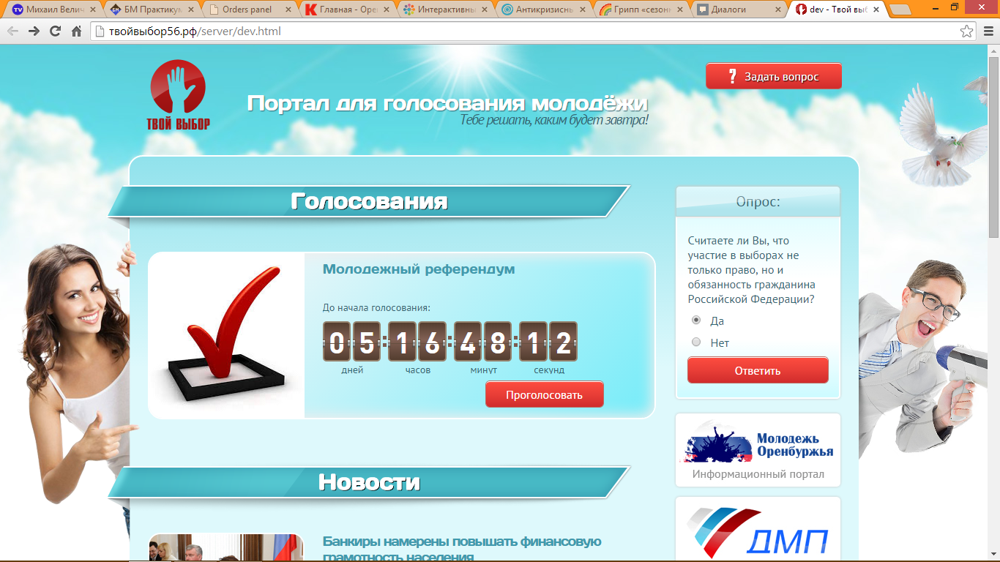 Михаил Велич
БМ Практикум
Orders panel
Главная - Орен
Интерактивны
Антикризисны
Грипп «сезонн
Диалоги
dev - Твой выб
твойвыбор56.рф/server/dev.html
ТВОЙ ВЫБОР
Портал для голосования молодёжи
Тебе решать, каким будет завтра!
? Задать вопрос
Голосования
Молодежный референдум
До начала голосования:
05:16:48:12
дней часов минут секунд
Проголосовать
Опрос:
Считаете ли Вы, что
участие в выборах не
только право, но и
обязанность гражданина
Российской Федерации?
Да
Нет
Ответить
Молодежь
Оренбуржья
Информационный портал
ДМП
Новости
Банкиры намерены повышать финансовую
грамотность населения